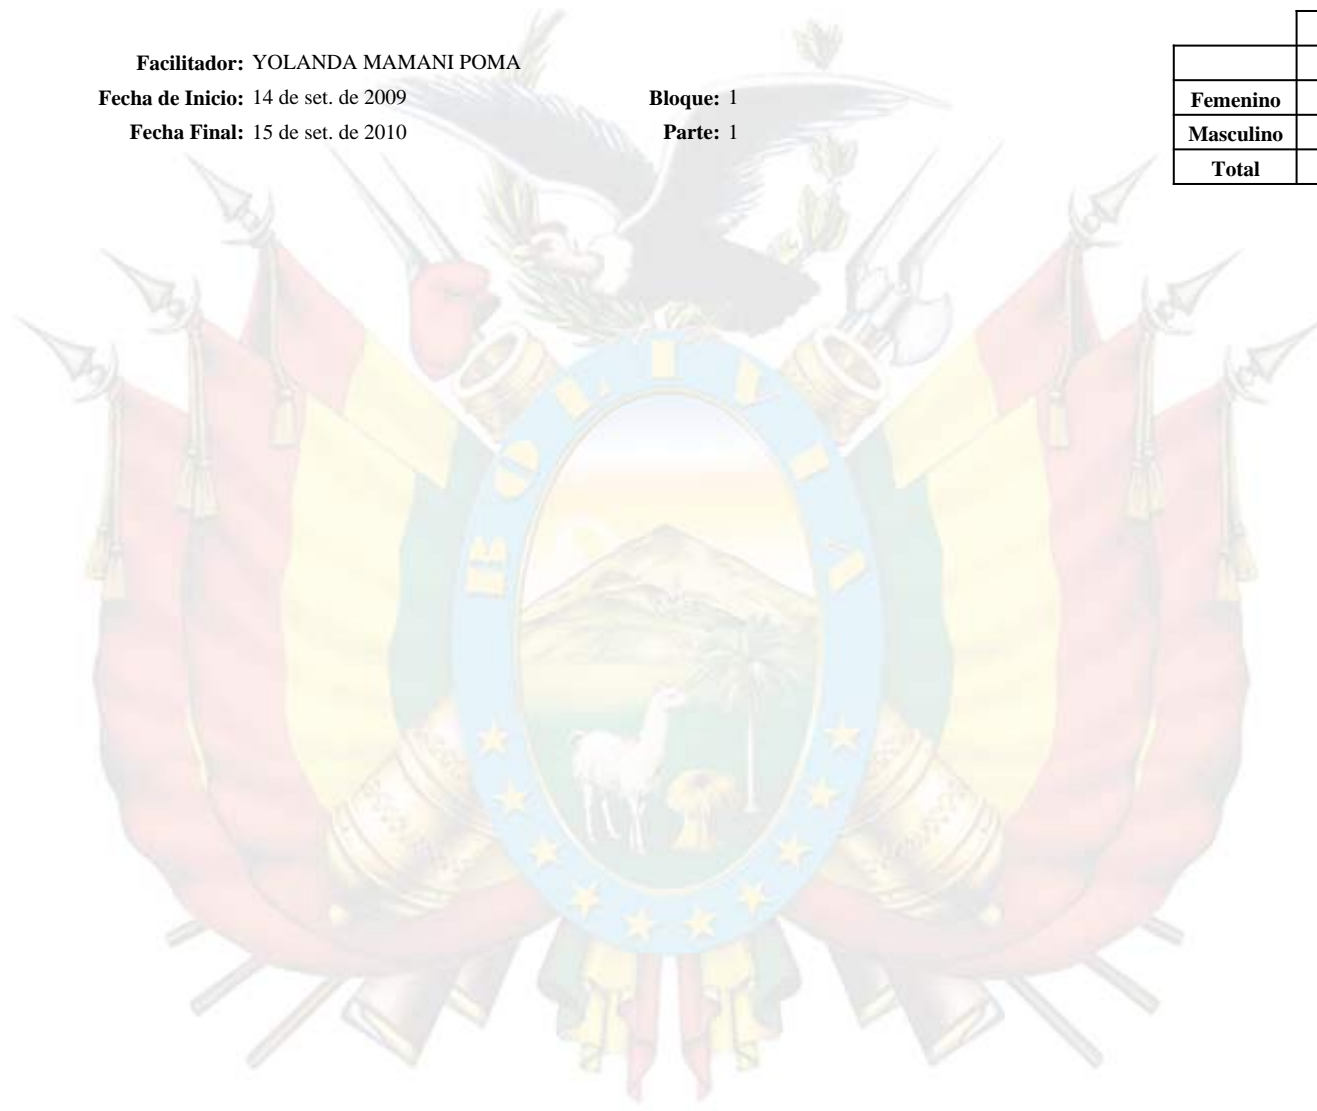 Facilitador: YOLANDA MAMANI POMA
Fecha de Inicio: 14 de set. de 2009 Bloque: 1
Fecha Final: 15 de set. de 2010 Parte: 1
Femenino
Masculino
Total
BOLIVIA